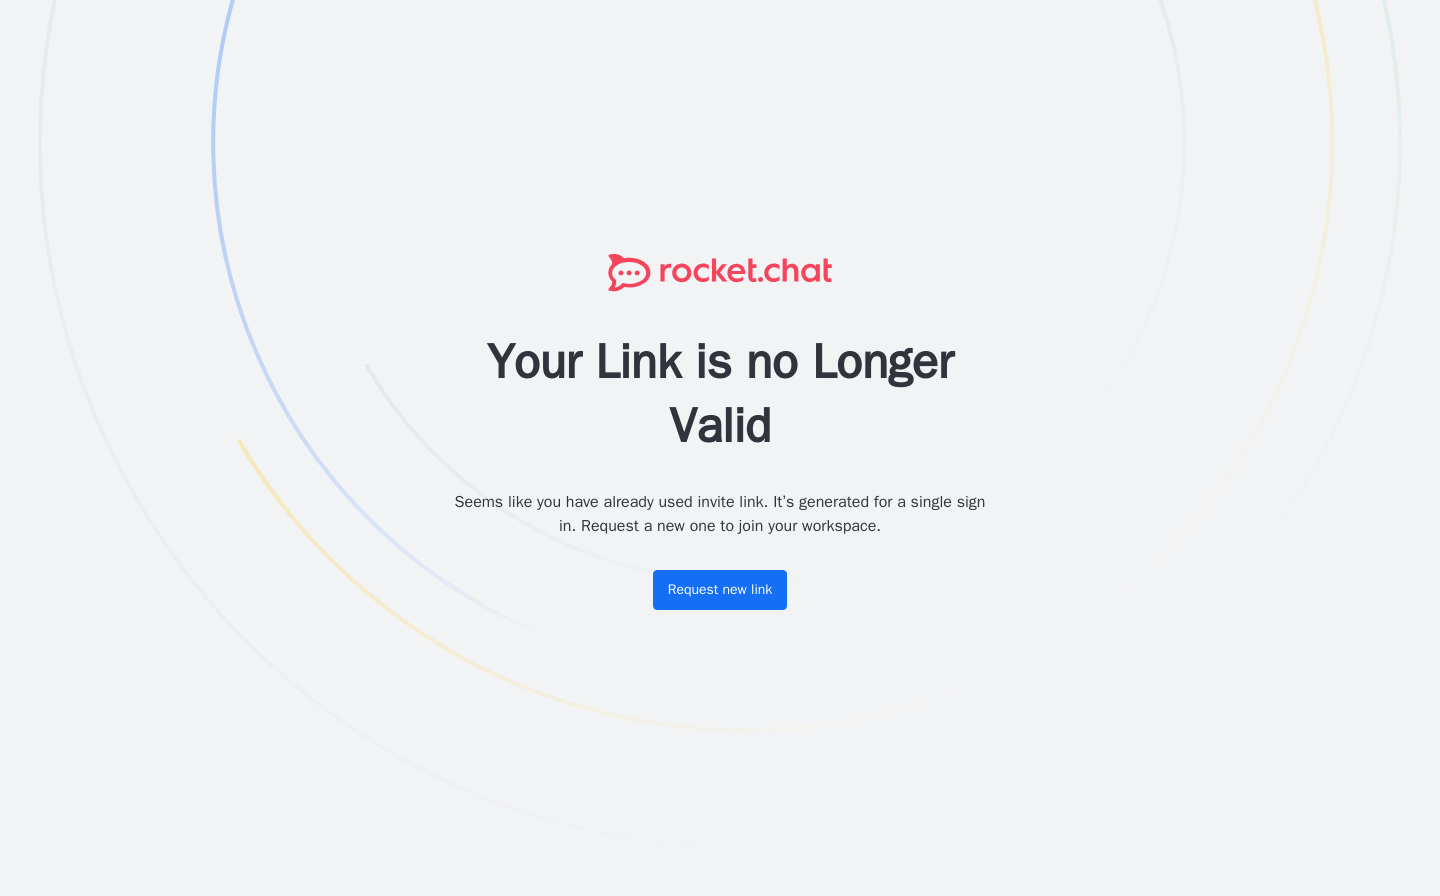 rocket.chat
Your Link is no Longer
Valid
Seems like you have already used invite link. It's generated for a single sign
in. Request a new one to join your workspace.
Request new link